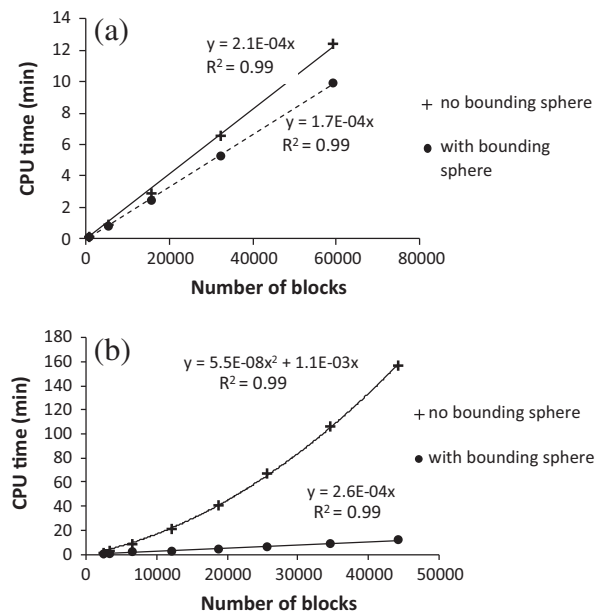 (a)
14
12
10
8
6
4
2
0
CPU time (min)
y = 2.1E-04x
R² = 0.99
y = 1.7E-04x
R² = 0.99
no bounding sphere
with bounding
sphere
0 20000 40000 60000 80000
Number of blocks
(b)
180
160
140
120
100
80
60
40
20
0
CPU time (min)
y = 5.5E-08x² + 1.1E-03x
R² = 0.99
y = 2.6E-04x
R² = 0.99
no bounding sphere
with bounding sphere
0 10000 20000 30000 40000 50000
Number of blocks